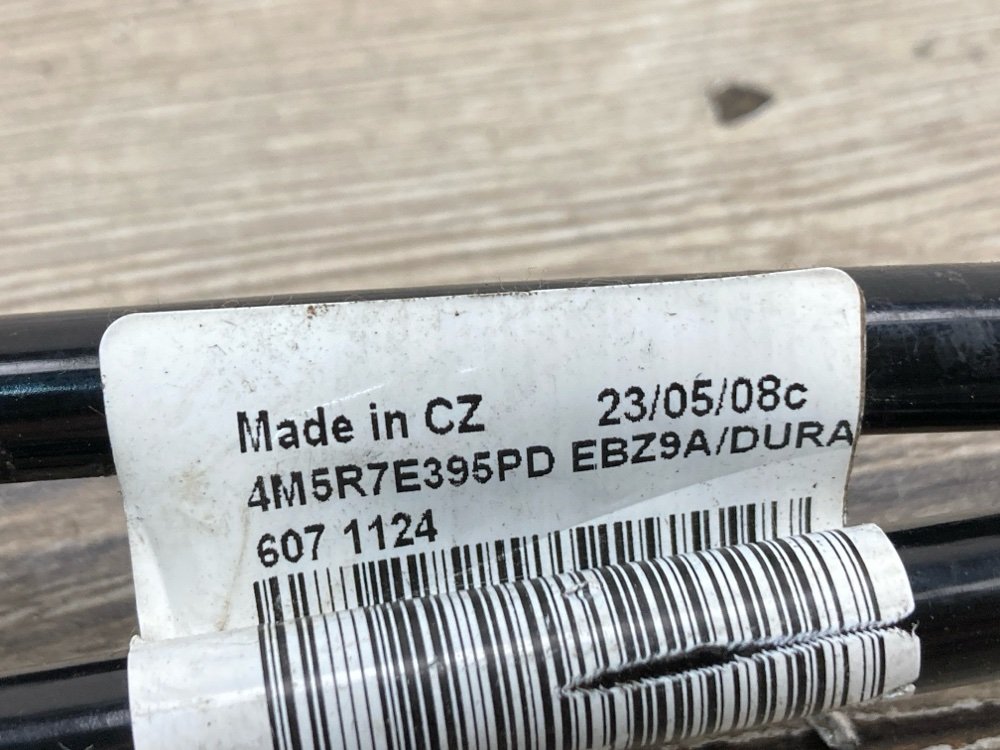 Made in CZ 23/05/08c
4M5R7E395PD EBZ9A/DURA
607 1124